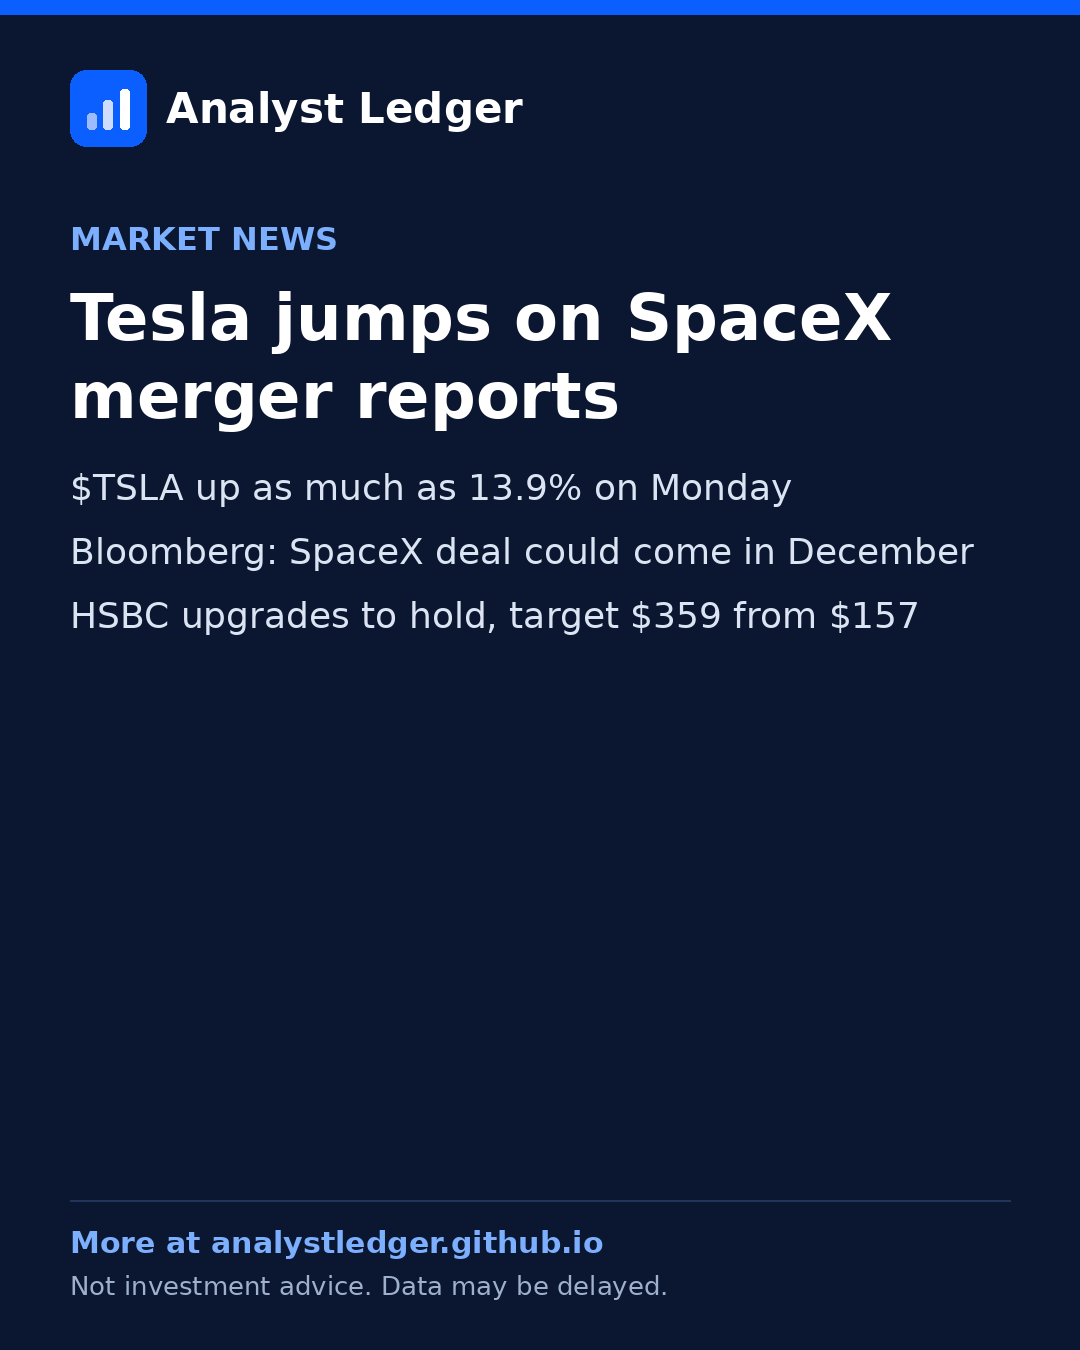 Analyst Ledger
MARKET NEWS
Tesla jumps on SpaceX
merger reports
$TSLA up as much as 13.9% on Monday
Bloomberg: SpaceX deal could come in December
HSBC upgrades to hold, target $359 from $157
More at analystledger.github.io
Not investment advice. Data may be delayed.